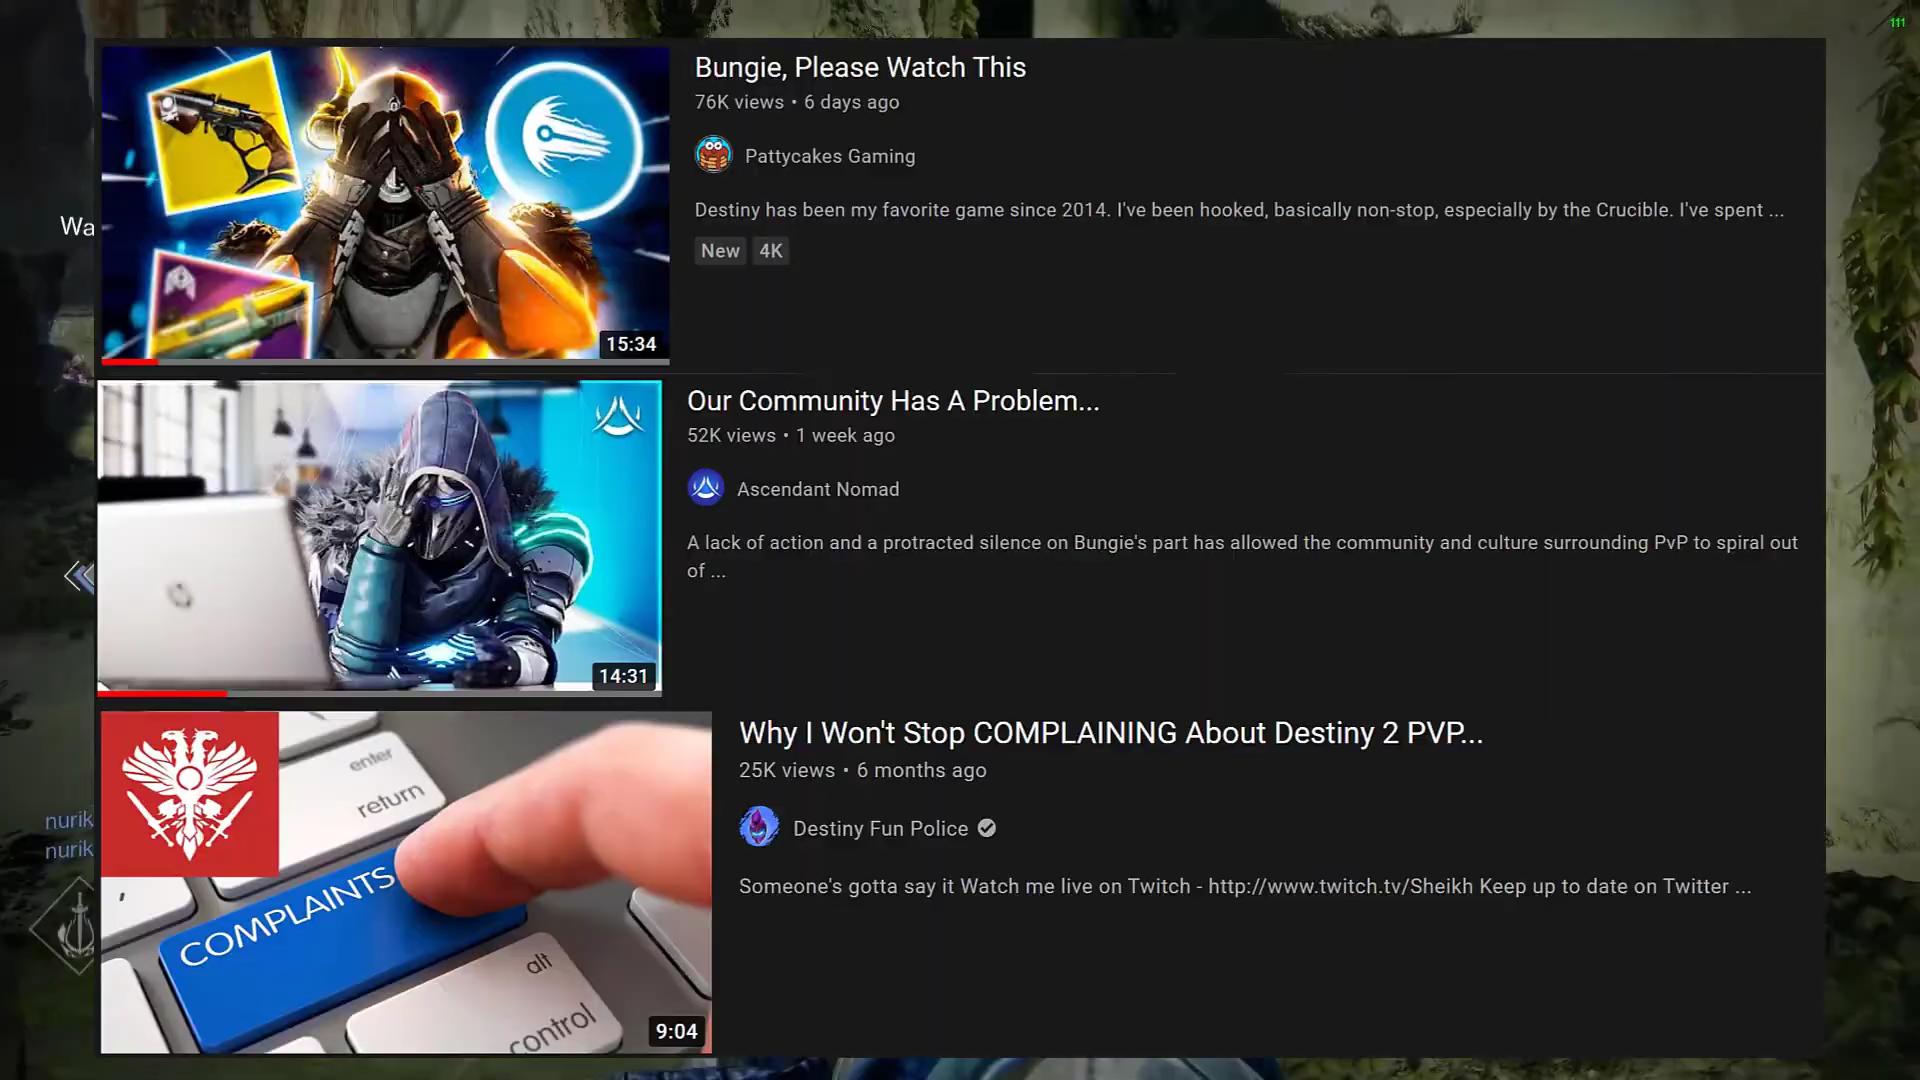 111
Bungie, Please Watch This
76K views • 6 days ago
Pattycakes Gaming
Destiny has been my favorite game since 2014. I've been hooked, basically non-stop, especially by the Crucible. I've spent ...
New 4K
15:34
Wa
Our Community Has A Problem...
52K views • 1 week ago
Ascendant Nomad
A lack of action and a protracted silence on Bungie's part has allowed the community and culture surrounding PvP to spiral out
of ...
14:31
Why I Won't Stop COMPLAINING About Destiny 2 PVP...
25K views • 6 months ago
Destiny Fun Police
Someone's gotta say it Watch me live on Twitch - http://www.twitch.tv/Sheikh Keep up to date on Twitter ...
enter
return
COMPLAINTS
alt
control
9:04
nurik
nurik